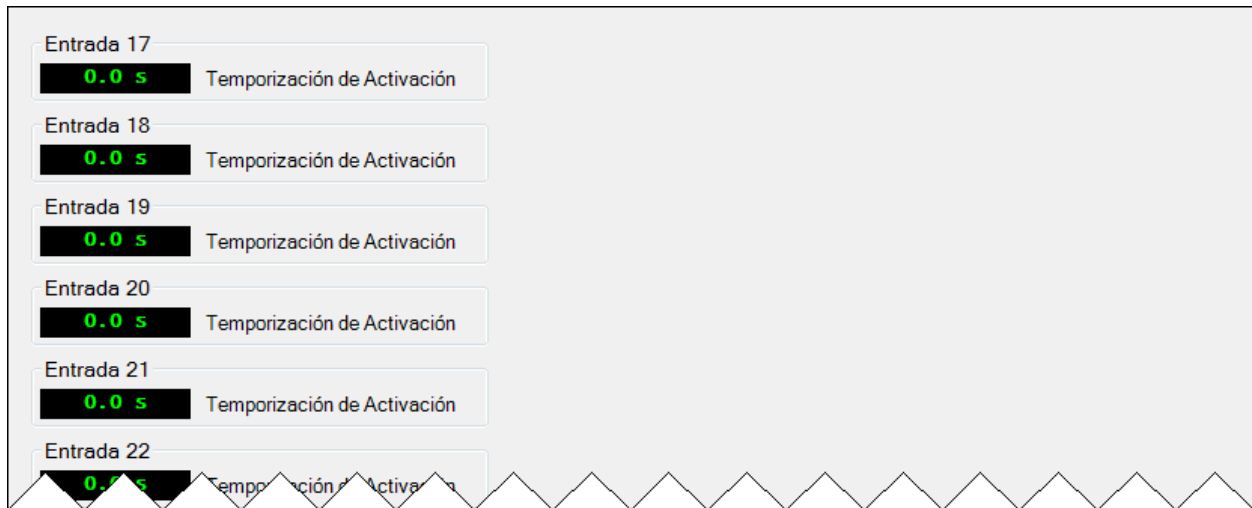 Entrada 17
0.0 s Temporización de Activación
Entrada 18
0.0 s Temporización de Activación
Entrada 19
0.0 s Temporización de Activación
Entrada 20
0.0 s Temporización de Activación
Entrada 21
0.0 s Temporización de Activación
Entrada 22
de